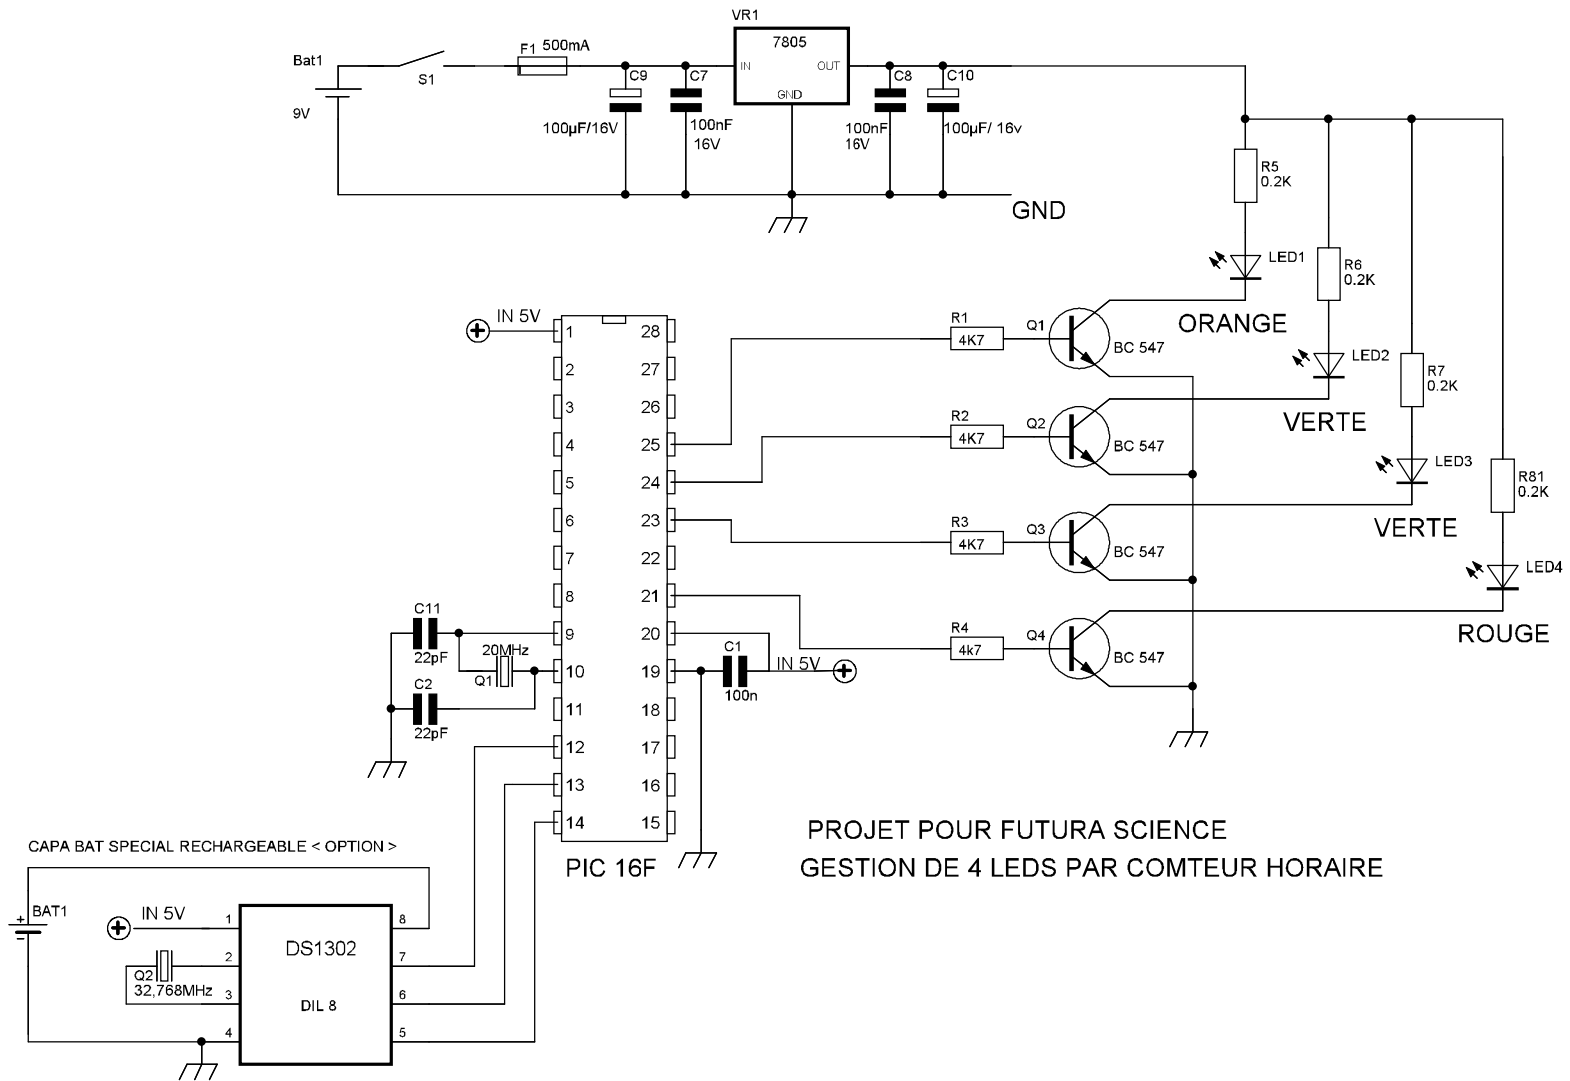 VR1
7805
IN
OUT
GND
Bat1
9V
S1
F1 500mA
C9
100µF/16V
C7
100nF
16V
C8
100nF
16V
C10
100µF/ 16v
GND
R5
0.2K
LED1
ORANGE
R6
0.2K
LED2
VERTE
R7
0.2K
LED3
VERTE
R81
0.2K
LED4
ROUGE
R1
4K7
Q1
BC 547
R2
4K7
Q2
BC 547
R3
4K7
Q3
BC 547
R4
4k7
Q4
BC 547
IN 5V
1 28
2 27
3 26
4 25
5 24
6 23
7 22
8 21
9 20
10 19
11 18
12 17
13 16
14 15
PIC 16F
C11
22pF
20MHz
Q1
C2
22pF
C1
100n
IN 5V
PROJET POUR FUTURA SCIENCE
GESTION DE 4 LEDS PAR COMTEUR HORAIRE
CAPA BAT SPECIAL RECHARGEABLE < OPTION >
BAT1
+
-
IN 5V
Q2
32,768MHz
DS1302
DIL 8
1 8
2 7
3 6
4 5